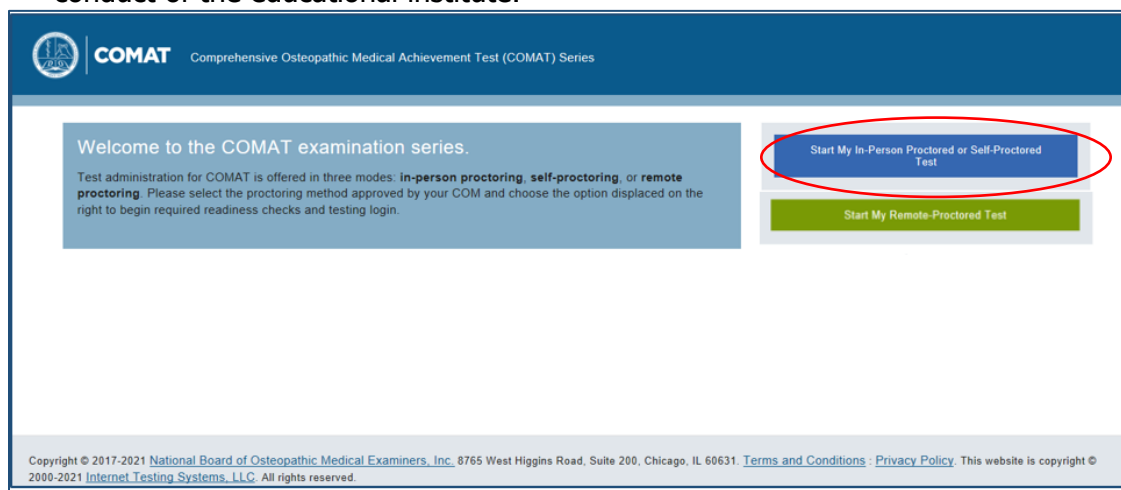 conduct of the educational institute.
COMAT Comprehensive Osteopathic Medical Achievement Test (COMAT) Series
Welcome to the COMAT examination series.
Test administration for COMAT is offered in three modes: in-person proctoring, self-proctoring, or remote
proctoring. Please select the proctoring method approved by your COM and choose the option displaced on the
right to begin required readiness checks and testing login.
Start My In-Person Proctored or Self-Proctored
Test
Start My Remote-Proctored Test
Copyright © 2017-2021 National Board of Osteopathic Medical Examiners, Inc. 8765 West Higgins Road, Suite 200, Chicago, IL 60631. Terms and Conditions : Privacy Policy. This website is copyright ©
2000-2021 Internet Testing Systems, LLC. All rights reserved.